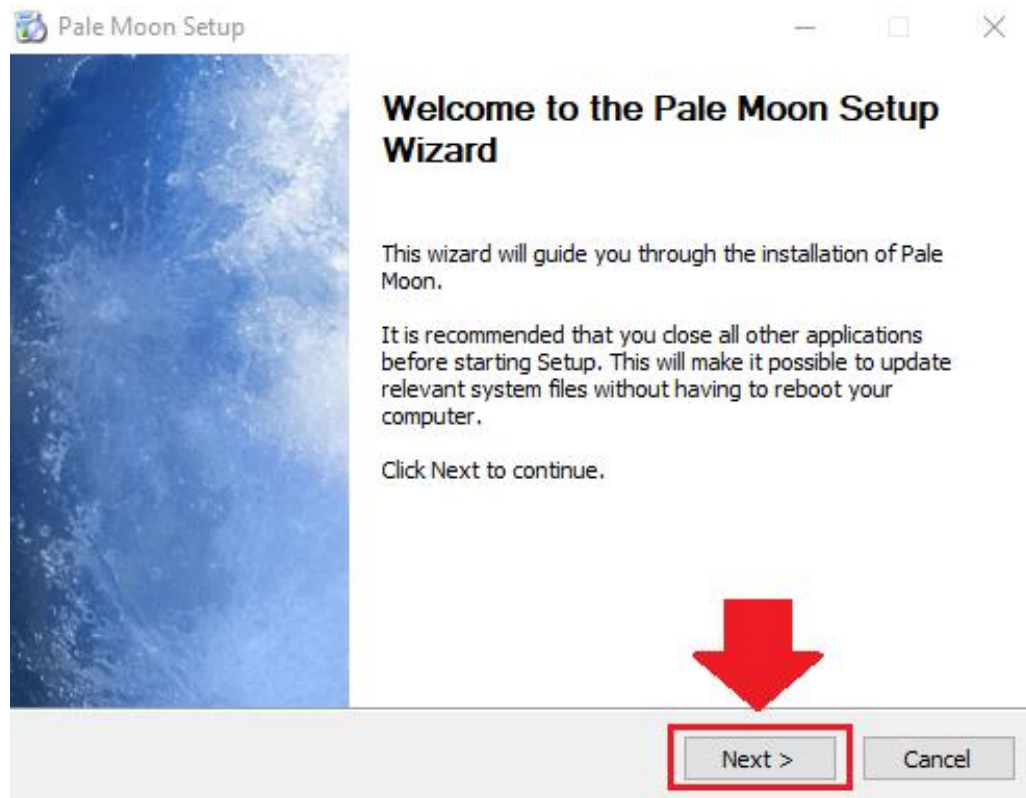 Pale Moon Setup
Welcome to the Pale Moon Setup
Wizard
This wizard will guide you through the installation of Pale
Moon.
It is recommended that you close all other applications
before starting Setup. This will make it possible to update
relevant system files without having to reboot your
computer.
Click Next to continue.
Next >
Cancel